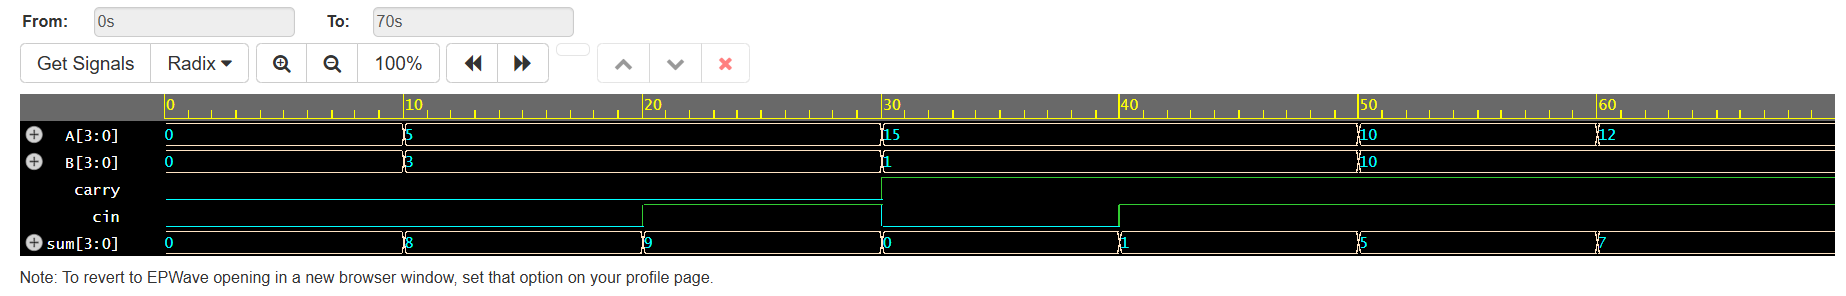 From: 0s To: 70s
Get Signals Radix 100%
0 10 20 30 40 50 60
A[3:0] 0 5 15 10 12
B[3:0] 0 3 1 10
carry
cin
sum[3:0] 0 8 9 0 1 5 7
Note: To revert to EPWave opening in a new browser window, set that option on your profile page.